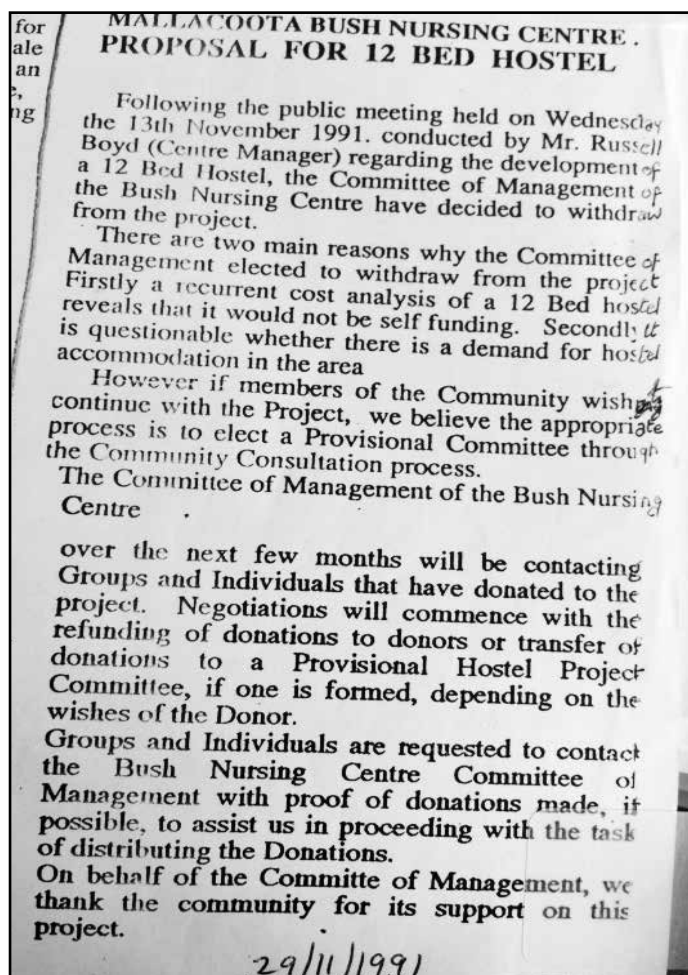 for
ale
an
e,
ng
MALLACOOTA BUSH NURSING CENTRE .
PROPOSAL FOR 12 BED HOSTEL
Following the public meeting held on Wednesday
the 13th November 1991. conducted by Mr. Russell
Boyd (Centre Manager) regarding the development of
a 12 Bed Hostel, the Committee of Management of
the Bush Nursing Centre have decided to withdraw
from the project.
There are two main reasons why the Committee of
Management elected to withdraw from the project
Firstly a recurrent cost analysis of a 12 Bed hostel
reveals that it would not be self funding. Secondly it
is questionable whether there is a demand for hostel
accommodation in the area
However if members of the Community wish to
continue with the Project, we believe the appropriate
process is to elect a Provisional Committee through
the Community Consultation process.
The Committee of Management of the Bush Nursing
Centre .
over the next few months will be contacting
Groups and Individuals that have donated to the
project. Negotiations will commence with the
refunding of donations to donors or transfer of
donations to a Provisional Hostel Project
Committee, if one is formed, depending on the
wishes of the Donor.
Groups and Individuals are requested to contact
the Bush Nursing Centre Committee of
Management with proof of donations made, if
possible, to assist us in proceeding with the task
of distributing the Donations.
On behalf of the Committe of Management, we
thank the community for its support on this
project.
29/11/1991